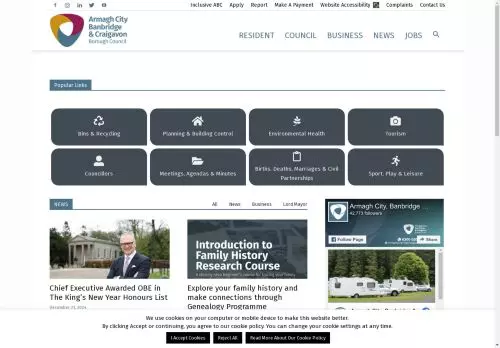 Inclusive ABC Apply Report Make A Payment Website Accessibility Complaints Contact Us
Armagh City
Banbridge
& Craigavon
Borough Council
RESIDENT COUNCIL BUSINESS NEWS JOBS
Popular Links
Bins & Recycling
Planning & Building Control
Environmental Health
Tourism
Councillors
Meetings, Agendas & Minutes
Births, Deaths, Marriages & Civil
Partnerships
Sport, Play & Leisure
NEWS
All News Business Lord Mayor
Introduction to
Family History
Research Course
Chief Executive Awarded OBE in
The King's New Year Honours List
Explore your family history and
make connections through
Genealogy Programme
Armagh City, Banbridge ...
42,773 followers
Follow Page
Share
We use cookies on your computer or mobile device to make this website better.
By clicking Accept or continuing, you agree to our cookie policy. You can change your cookie settings at any time.
I Accept Cookies Reject All Read More About Our Cookie Policy